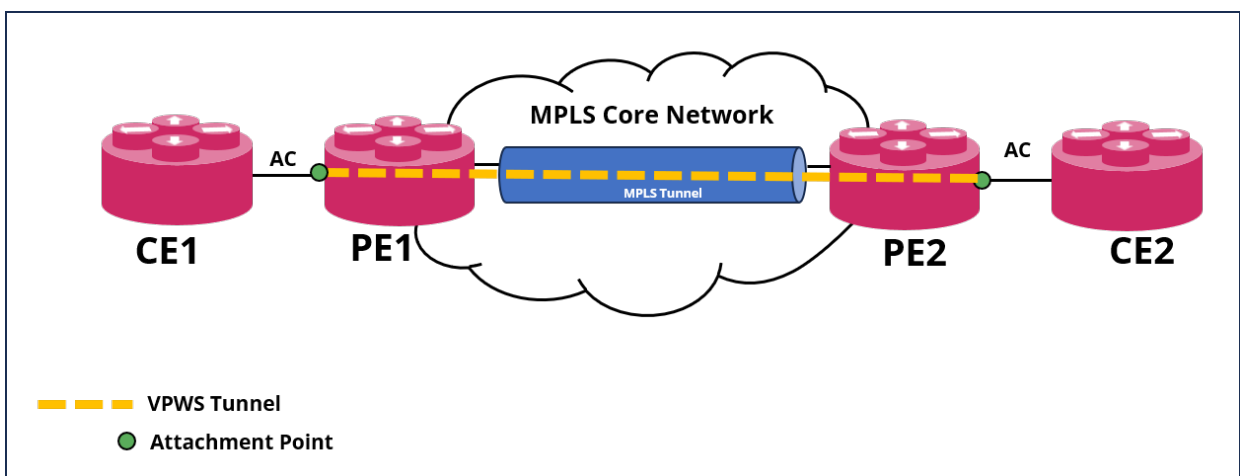 MPLS Core Network
AC
AC
MPLS Tunnel
CE1
PE1
PE2
CE2
VPWS Tunnel
Attachment Point